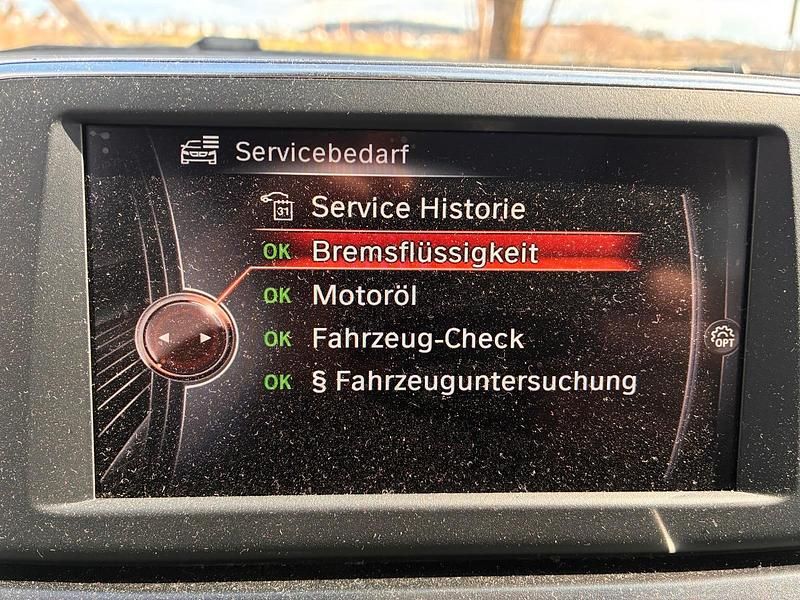 Servicebedarf
31 Service Historie
OK Bremsflüssigkeit
OK Motoröl
OK Fahrzeug-Check
OK § Fahrzeuguntersuchung
OPT